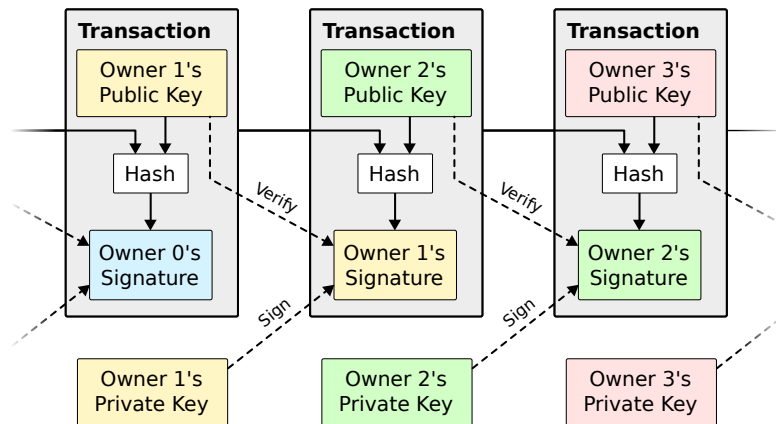 Transaction
Owner 1's
Public Key
Hash
Owner 0's
Signature
Transaction
Owner 2's
Public Key
Hash
Verify
Owner 1's
Signature
Sign
Transaction
Owner 3's
Public Key
Hash
Verify
Owner 2's
Signature
Sign
Owner 1's
Private Key
Owner 2's
Private Key
Owner 3's
Private Key